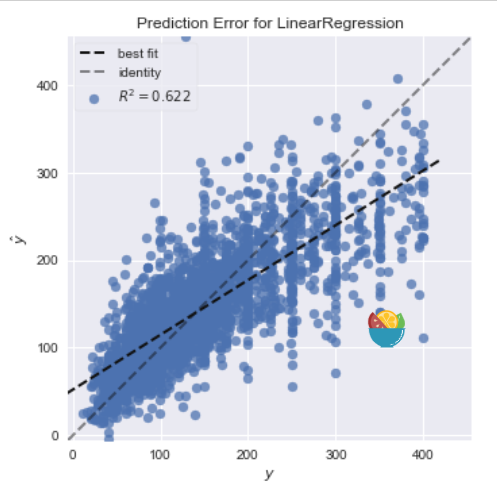 Prediction Error for LinearRegression
best fit
identity
R² = 0.622
400
300
200
100
0
ŷ
0 100 200 300 400
y